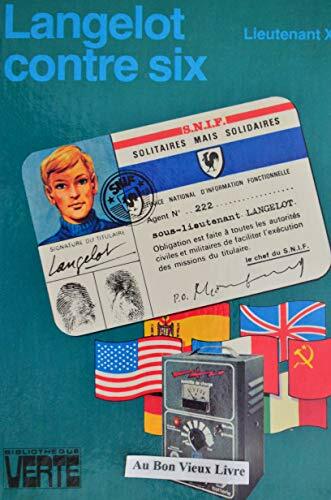 Langelot
contre six
Lieutenant X
S.N.I.F.
SOLITAIRES MAIS SOLIDAIRES
SNIF
SERVICE NATIONAL D'INFORMATION FONCTIONNELLE
Agent N° 222
sous-lieutenant LANGELOT.
Obligation est faite à toutes les autorités
civiles et militaires de faciliter l'exécution
des missions du titulaire.
le chef du S.N.I.F.
P.O.
SIGNATURE DU TITULAIRE
Langelot
BIBLIOTHEQUE
VERTE
Au Bon Vieux Livre